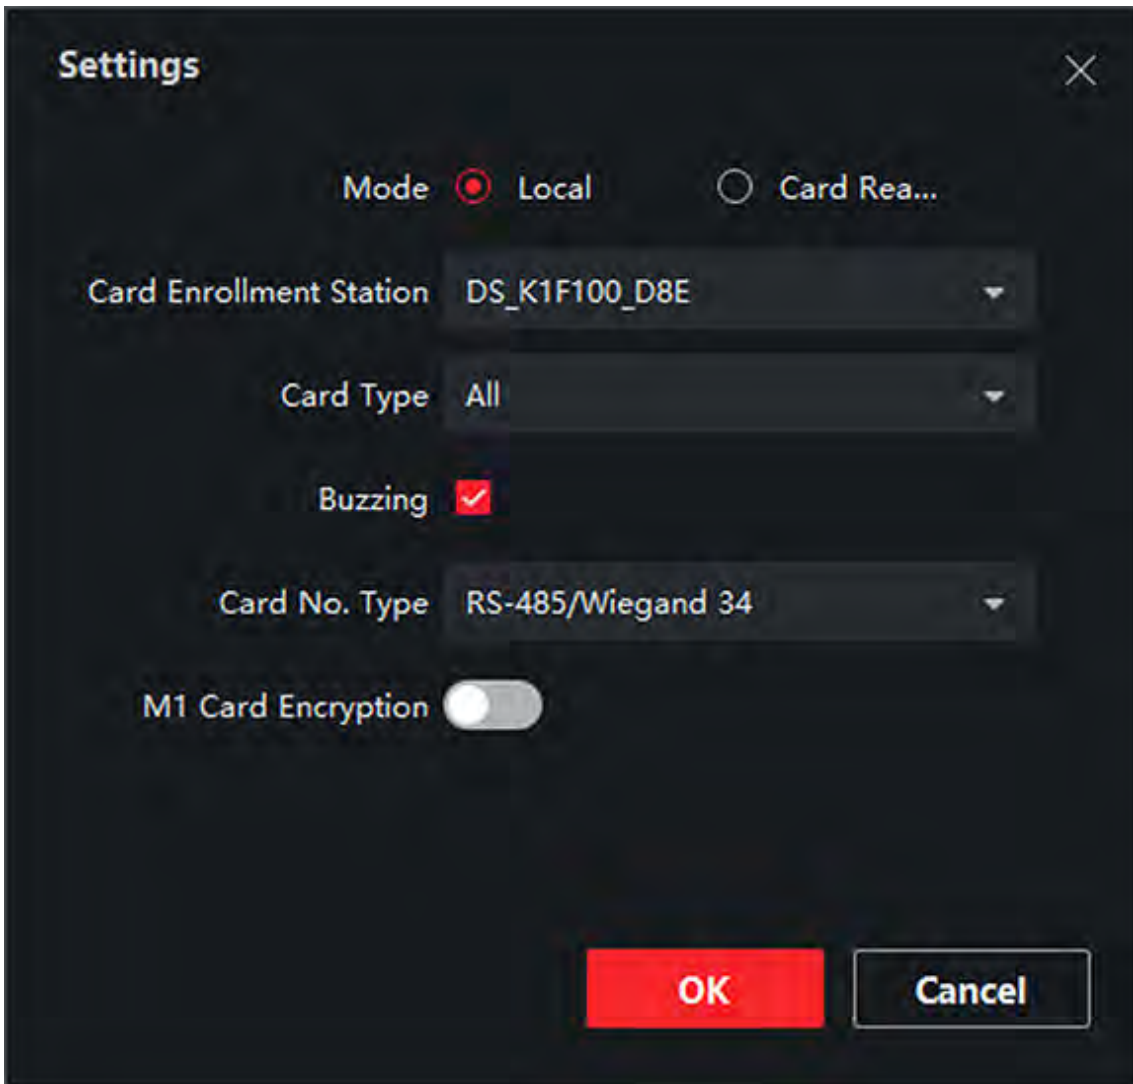 Settings
Mode Local Card Rea...
Card Enrollment Station DS_K1F100_D8E
Card Type All
Buzzing
Card No. Type RS-485/Wiegand 34
M1 Card Encryption
OK Cancel